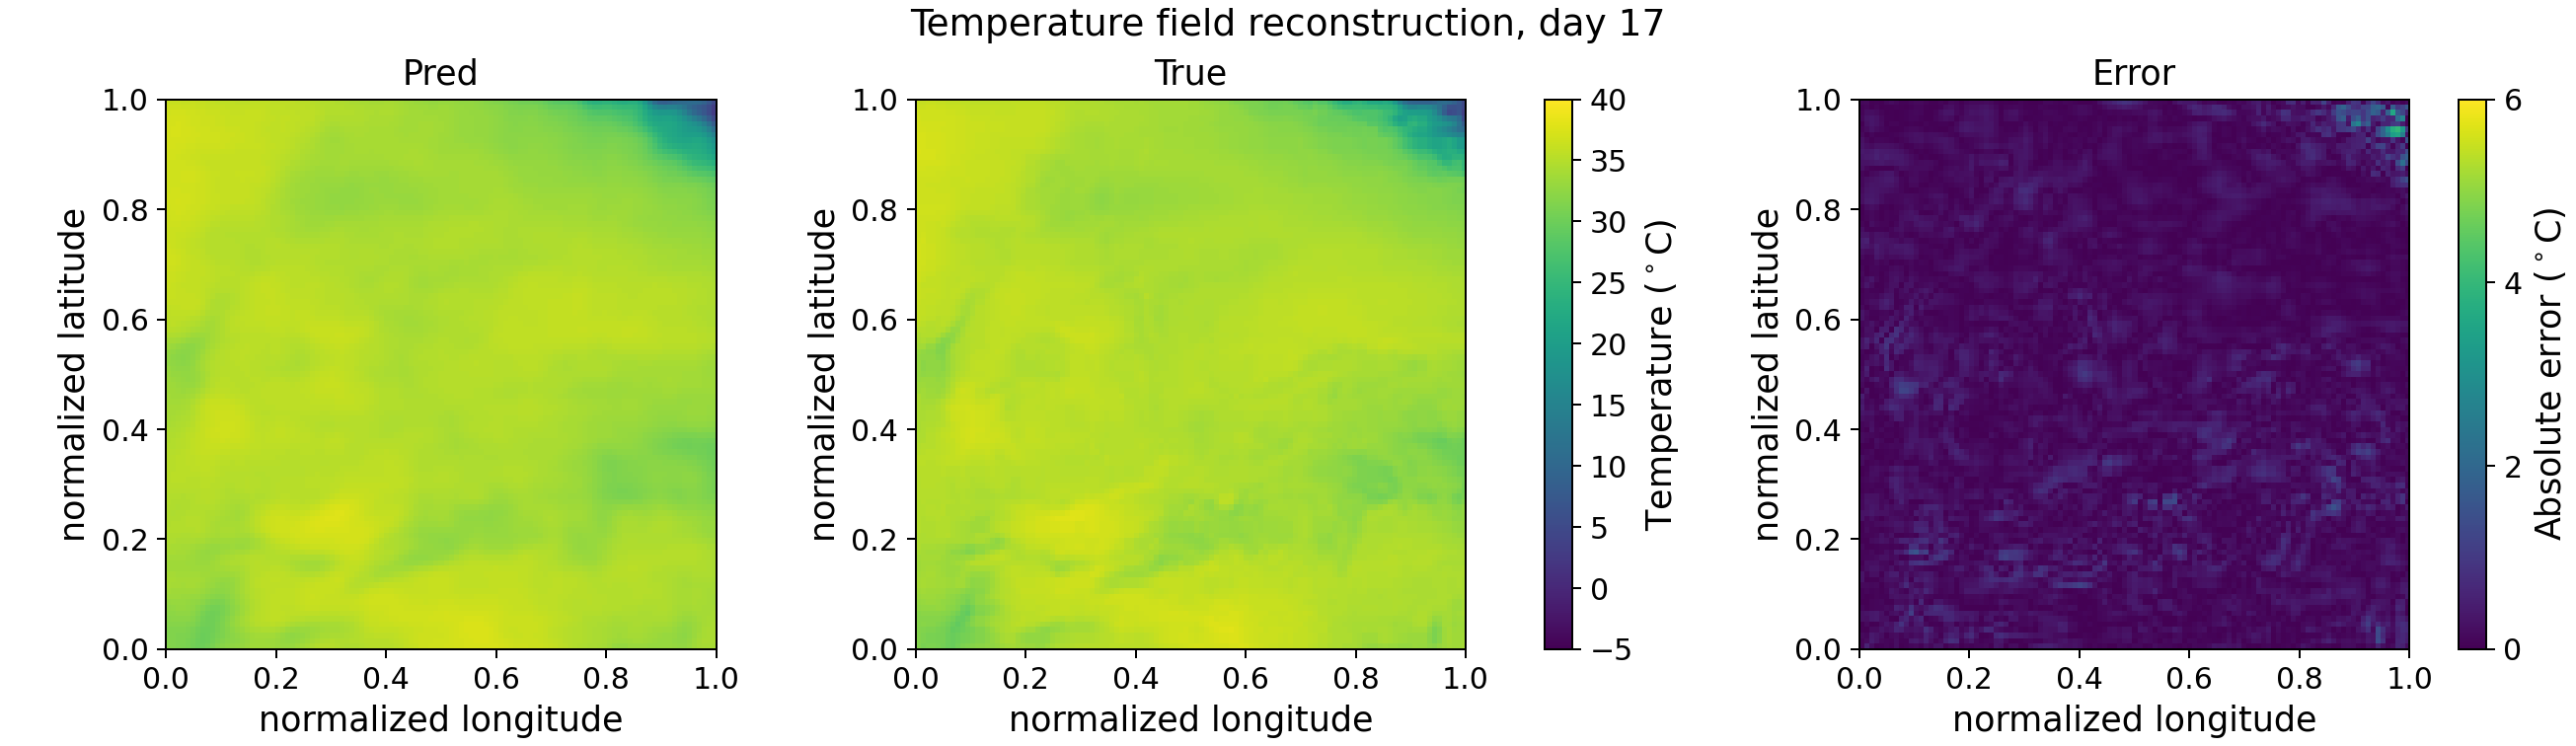 Temperature field reconstruction, day 17
Pred
1.0
0.8
0.6
0.4
0.2
0.0
normalized latitude
0.0 0.2 0.4 0.6 0.8 1.0
normalized longitude
True
1.0
0.8
0.6
0.4
0.2
0.0
normalized latitude
0.0 0.2 0.4 0.6 0.8 1.0
normalized longitude
40
35
30
25
20
15
10
5
0
−5
Temperature (°C)
Error
1.0
0.8
0.6
0.4
0.2
0.0
normalized latitude
0.0 0.2 0.4 0.6 0.8 1.0
normalized longitude
6
4
2
0
Absolute error (°C)